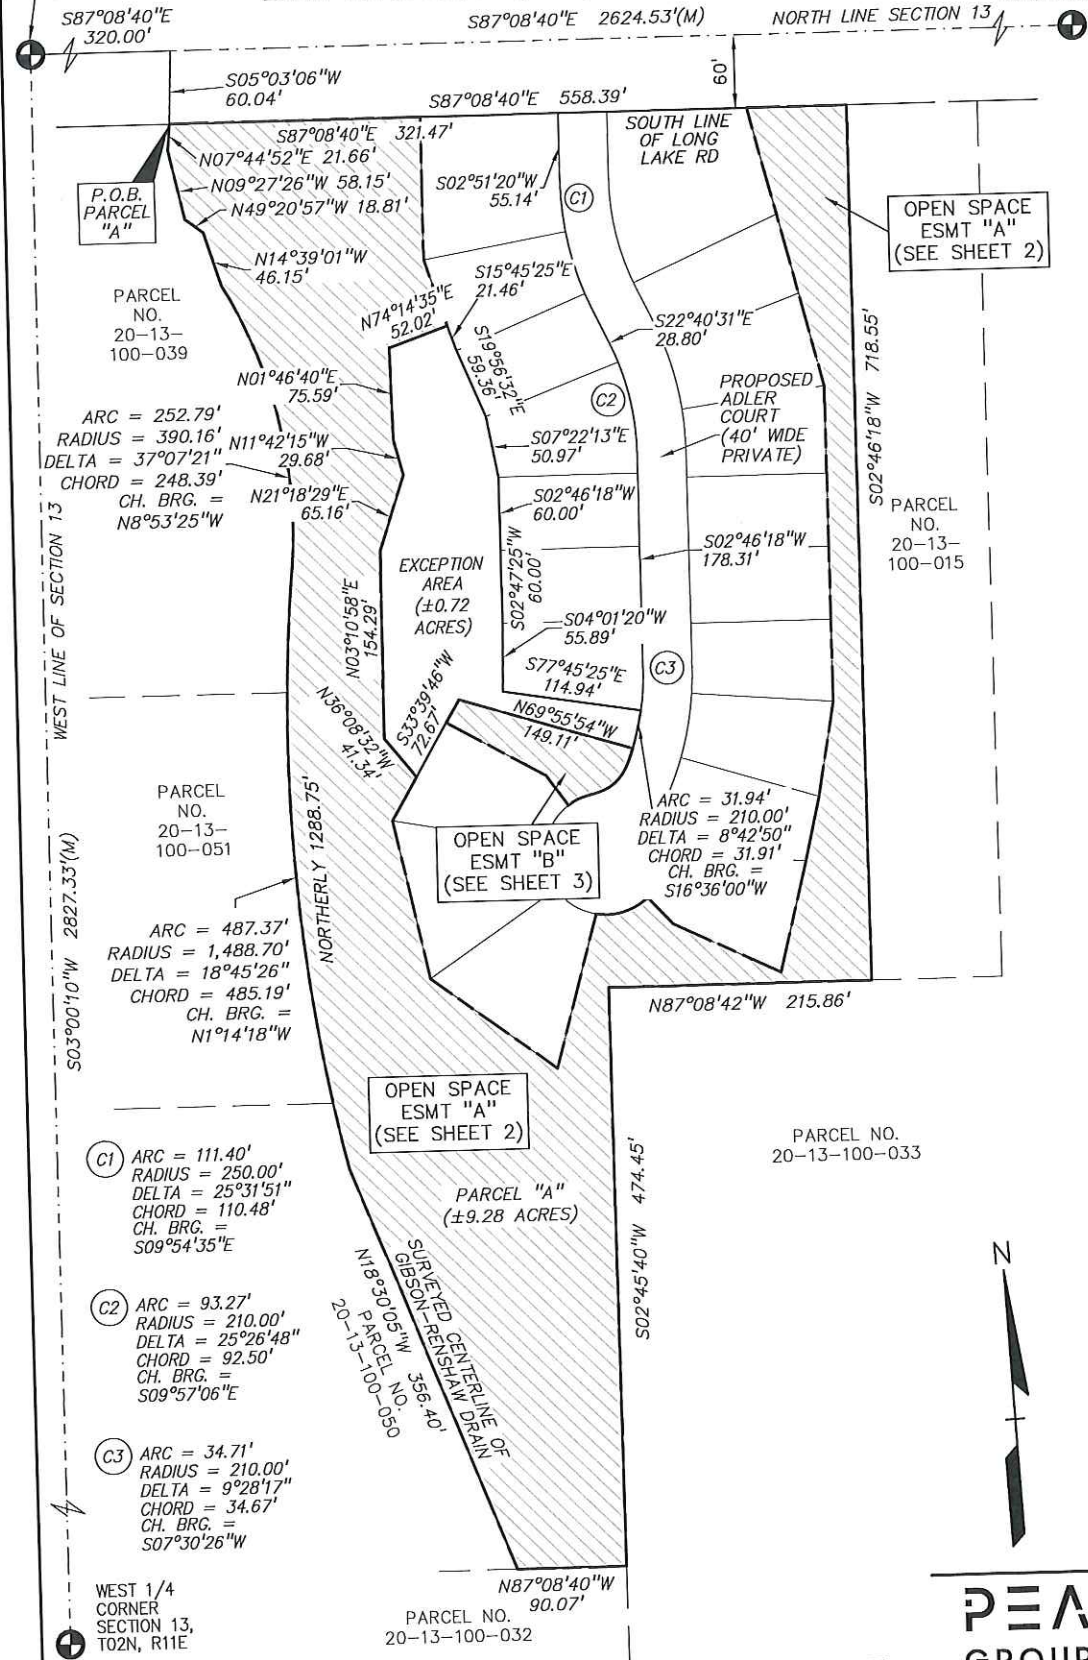 S87°08'40"E
320.00'
S87°08'40"E 2624.53'(M)
NORTH LINE SECTION 13
S05°03'06"W
60.04'
60'
S87°08'40"E 558.39'
S87°08'40"E 321.47'
N07°44'52"E 21.66'
N09°27'26"W 58.15'
N49°20'57"W 18.81'
N14°39'01"W
46.15'
P.O.B.
PARCEL
"A"
S02°51'20"W
55.14'
C1
SOUTH LINE
OF LONG
LAKE RD
OPEN SPACE
ESMT "A"
(SEE SHEET 2)
PARCEL
NO.
20-13-
100-039
N74°14'35"E
52.02'
S15°45'25"E
21.46'
S19°56'32"E
59.36'
S22°40'31"E
28.80'
S02°46'18"W 718.55'
N01°46'40"E
75.59'
C2
PROPOSED
ADLER
COURT
(40' WIDE
PRIVATE)
ARC = 252.79'
RADIUS = 390.16'
DELTA = 37°07'21"
CHORD = 248.39'
CH. BRG. =
N8°53'25"W
N11°42'15"W
29.68'
N21°18'29"E
65.16'
S07°22'13"E
50.97'
S02°46'18"W
60.00'
PARCEL
NO.
20-13-
100-015
WEST LINE OF SECTION 13
EXCEPTION
AREA
(±0.72
ACRES)
S02°47'25"W
60.00'
S02°46'18"W
178.31'
N03°10'58"E
154.29'
S04°01'20"W
55.89'
S77°45'25"E
114.94'
C3
N36°08'32"W
41.34'
S33°39'46"W
72.67'
N69°55'54"W
149.11'
PARCEL
NO.
20-13-
100-051
NORTHERLY 1288.75'
OPEN SPACE
ESMT "B"
(SEE SHEET 3)
ARC = 31.94'
RADIUS = 210.00'
DELTA = 8°42'50"
CHORD = 31.91'
CH. BRG. =
S16°36'00"W
S03°00'10"W 2827.33'(M)
ARC = 487.37'
RADIUS = 1,488.70'
DELTA = 18°45'26"
CHORD = 485.19'
CH. BRG. =
N1°14'18"W
N87°08'42"W 215.86'
OPEN SPACE
ESMT "A"
(SEE SHEET 2)
PARCEL NO.
20-13-100-033
S02°45'40"W 474.45'
C1
ARC = 111.40'
RADIUS = 250.00'
DELTA = 25°31'51"
CHORD = 110.48'
CH. BRG. =
S09°54'35"E
PARCEL "A"
(±9.28 ACRES)
SURVEYED CENTERLINE OF
GIBSON-RENSHAW DRAIN
N18°30'05"W 356.40'
PARCEL NO.
20-13-100-050
N
C2
ARC = 93.27'
RADIUS = 210.00'
DELTA = 25°26'48"
CHORD = 92.50'
CH. BRG. =
S09°57'06"E
C3
ARC = 34.71'
RADIUS = 210.00'
DELTA = 9°28'17"
CHORD = 34.67'
CH. BRG. =
S07°30'26"W
WEST 1/4
CORNER
SECTION 13,
T02N, R11E
N87°08'40"W
90.07'
PARCEL NO.
20-13-100-032
PEA
GROUP